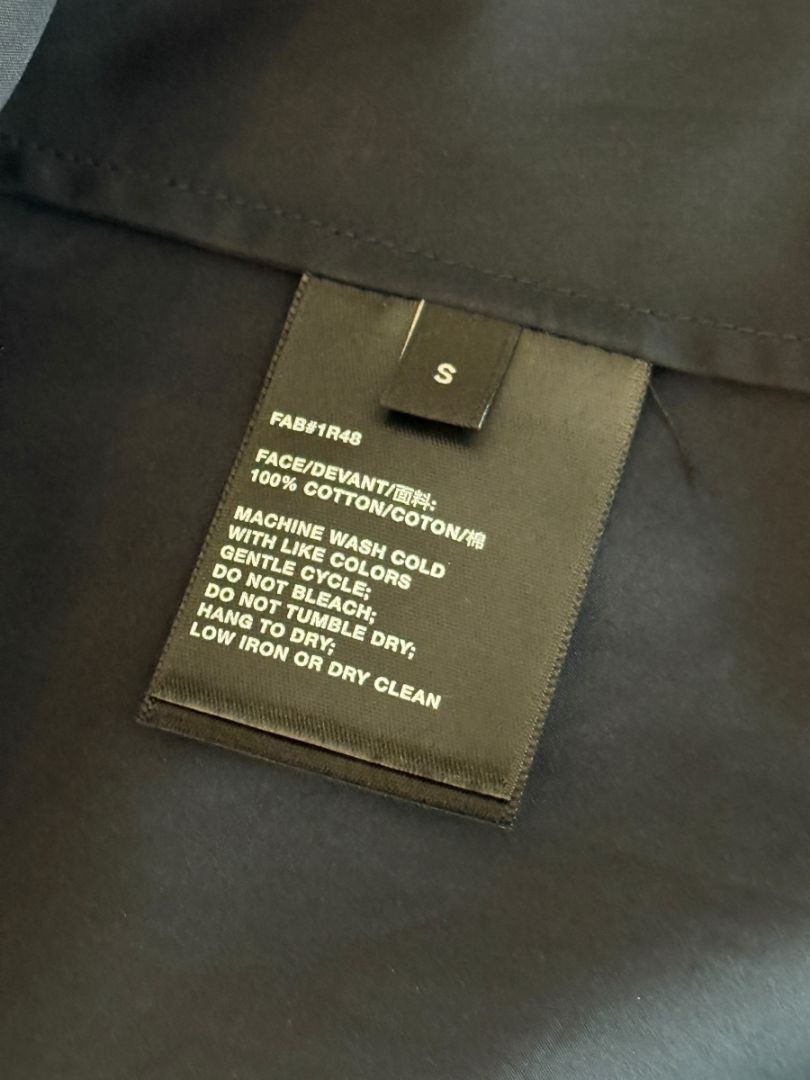 S
FAB#1R48
FACE/DEVANT/面料:
100% COTTON/COTON/棉
MACHINE WASH COLD
WITH LIKE COLORS
GENTLE CYCLE;
DO NOT BLEACH;
DO NOT TUMBLE DRY;
HANG TO DRY;
LOW IRON OR DRY CLEAN